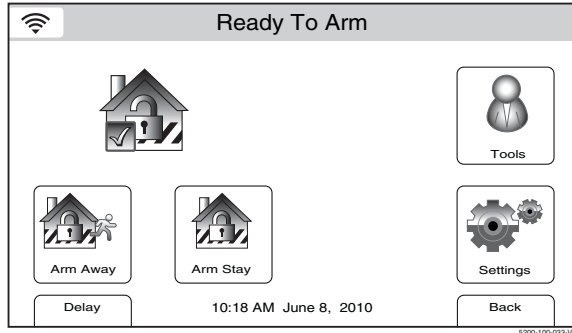 Ready To Arm
Tools
Arm Away
Arm Stay
Settings
Delay
10:18 AM June 8, 2010
Back